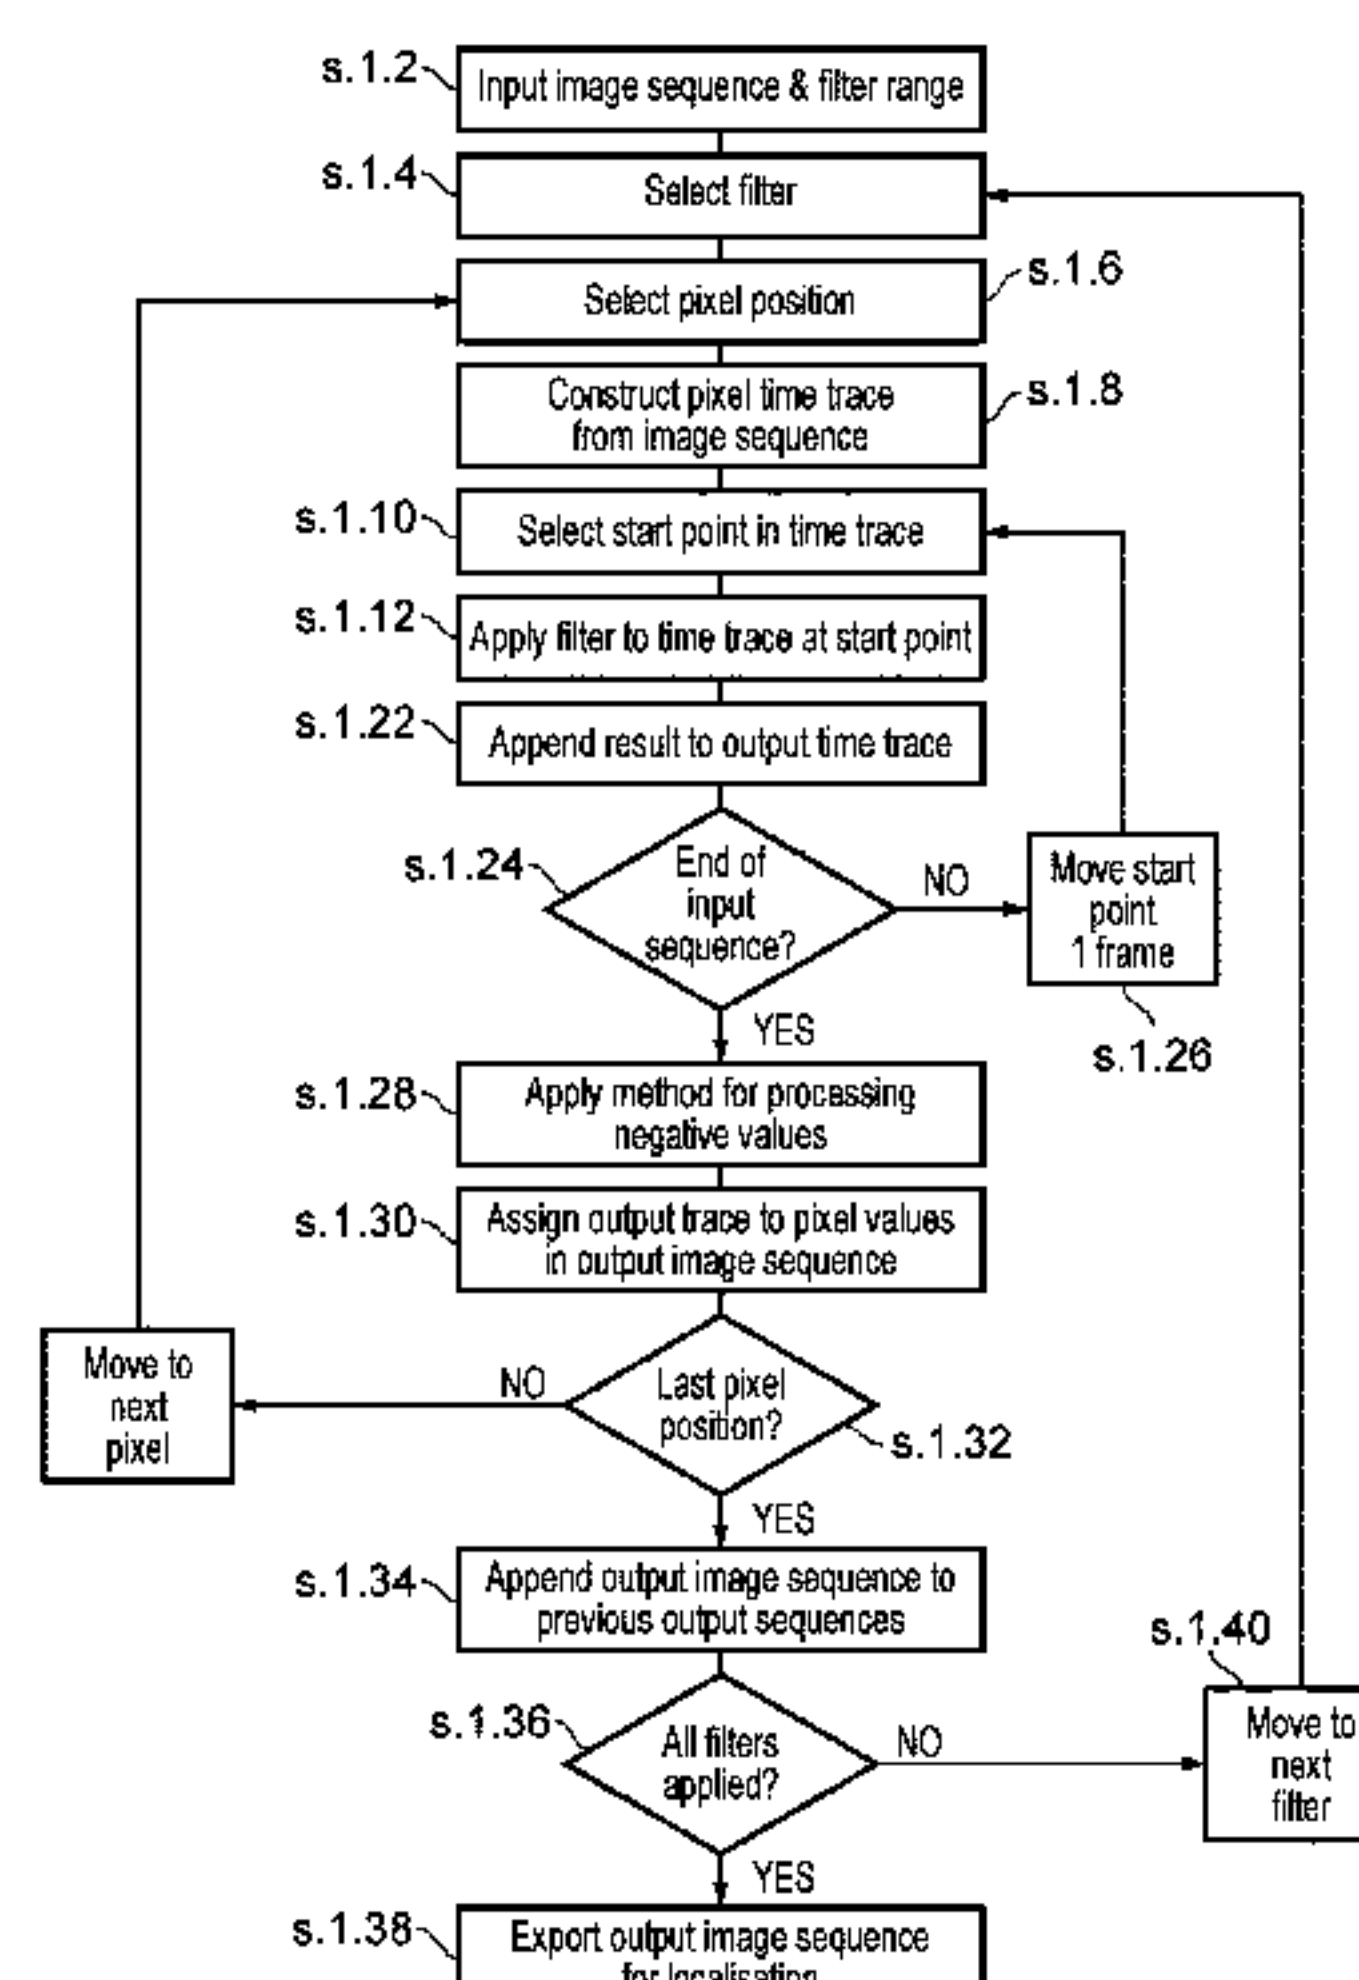 s.1.2
Input image sequence & filter range
s.1.4
Select filter
s.1.6
Select pixel position
s.1.8
Construct pixel time trace
from image sequence
s.1.10
Select start point in time trace
s.1.12
Apply filter to time trace at start point
s.1.22
Append result to output time trace
s.1.24
End of
input
sequence?
NO
Move start
point
1 frame
s.1.26
YES
s.1.28
Apply method for processing
negative values
s.1.30
Assign output trace to pixel values
in output image sequence
Last pixel
position?
s.1.32
NO
Move to
next
pixel
YES
s.1.34
Append output image sequence to
previous output sequences
s.1.36
All filters
applied?
NO
s.1.40
Move to
next
filter
YES
s.1.38
Export output image sequence
for localisation